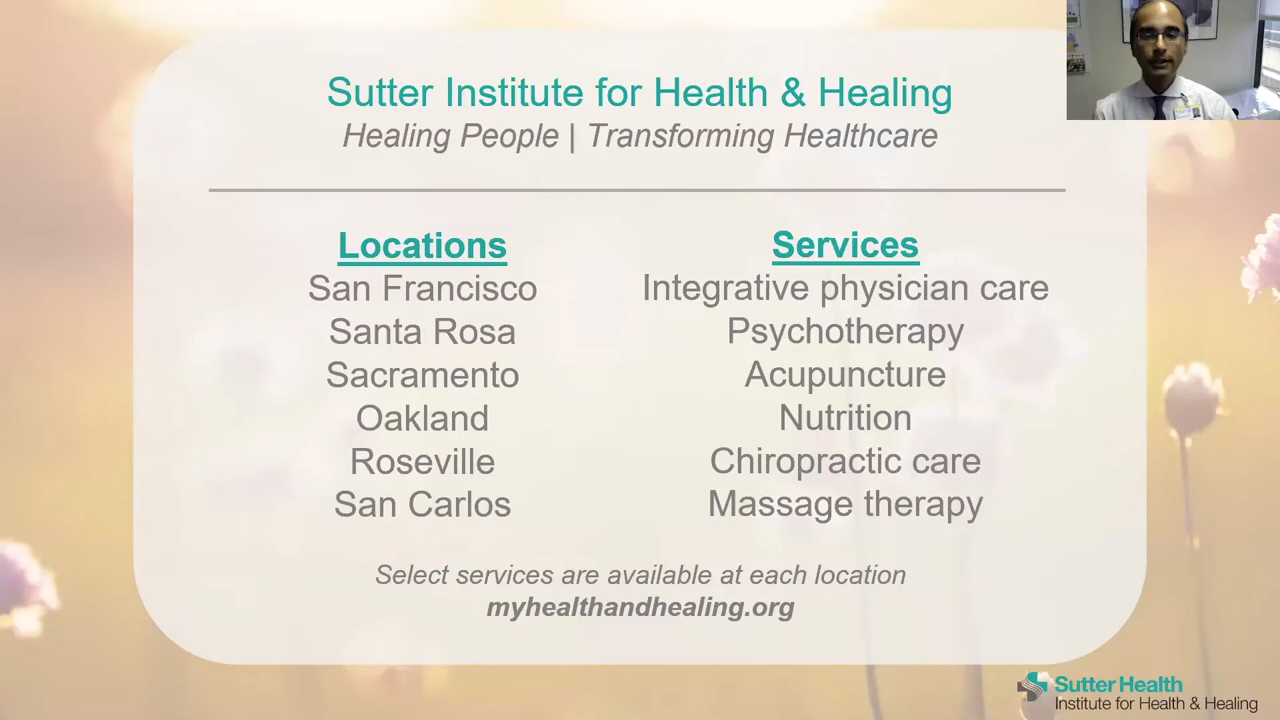 Sutter Institute for Health & Healing
Healing People | Transforming Healthcare
Locations
San Francisco
Santa Rosa
Sacramento
Oakland
Roseville
San Carlos
Services
Integrative physician care
Psychotherapy
Acupuncture
Nutrition
Chiropractic care
Massage therapy
Select services are available at each location
myhealthandhealing.org
Sutter Health
Institute for Health & Healing